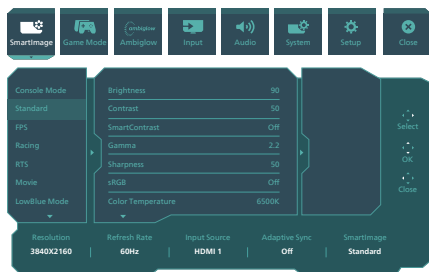 ambiglow
SmartImage Game Mode Ambiglow Input Audio System Setup Close
Console Mode Brightness 90
Standard Contrast 50
FPS SmartContrast Off
Racing Gamma 2.2
RTS Sharpness 50
Movie sRGB Off
LowBlue Mode Color Temperature 6500K
Select
OK
Close
Resolution Refresh Rate Input Source Adaptive Sync SmartImage
3840X2160 60Hz HDMI 1 Off Standard